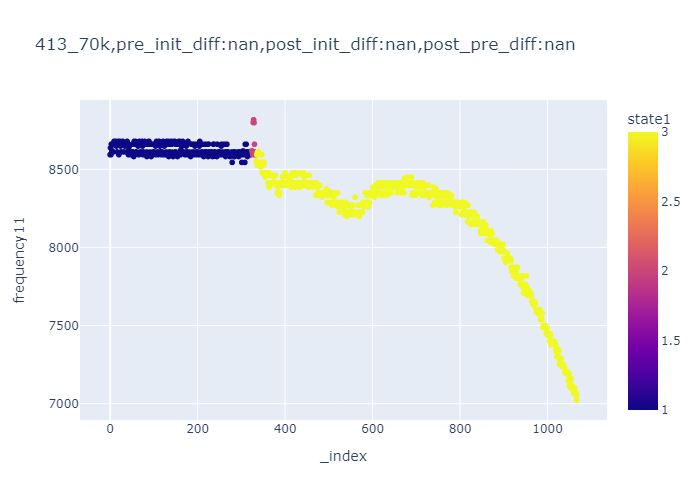 413_70k,pre_init_diff:nan,post_init_diff:nan,post_pre_diff:nan
state1
3
2.5
2
1.5
1
8500
8000
7500
7000
frequency11
0 200 400 600 800 1000
_index